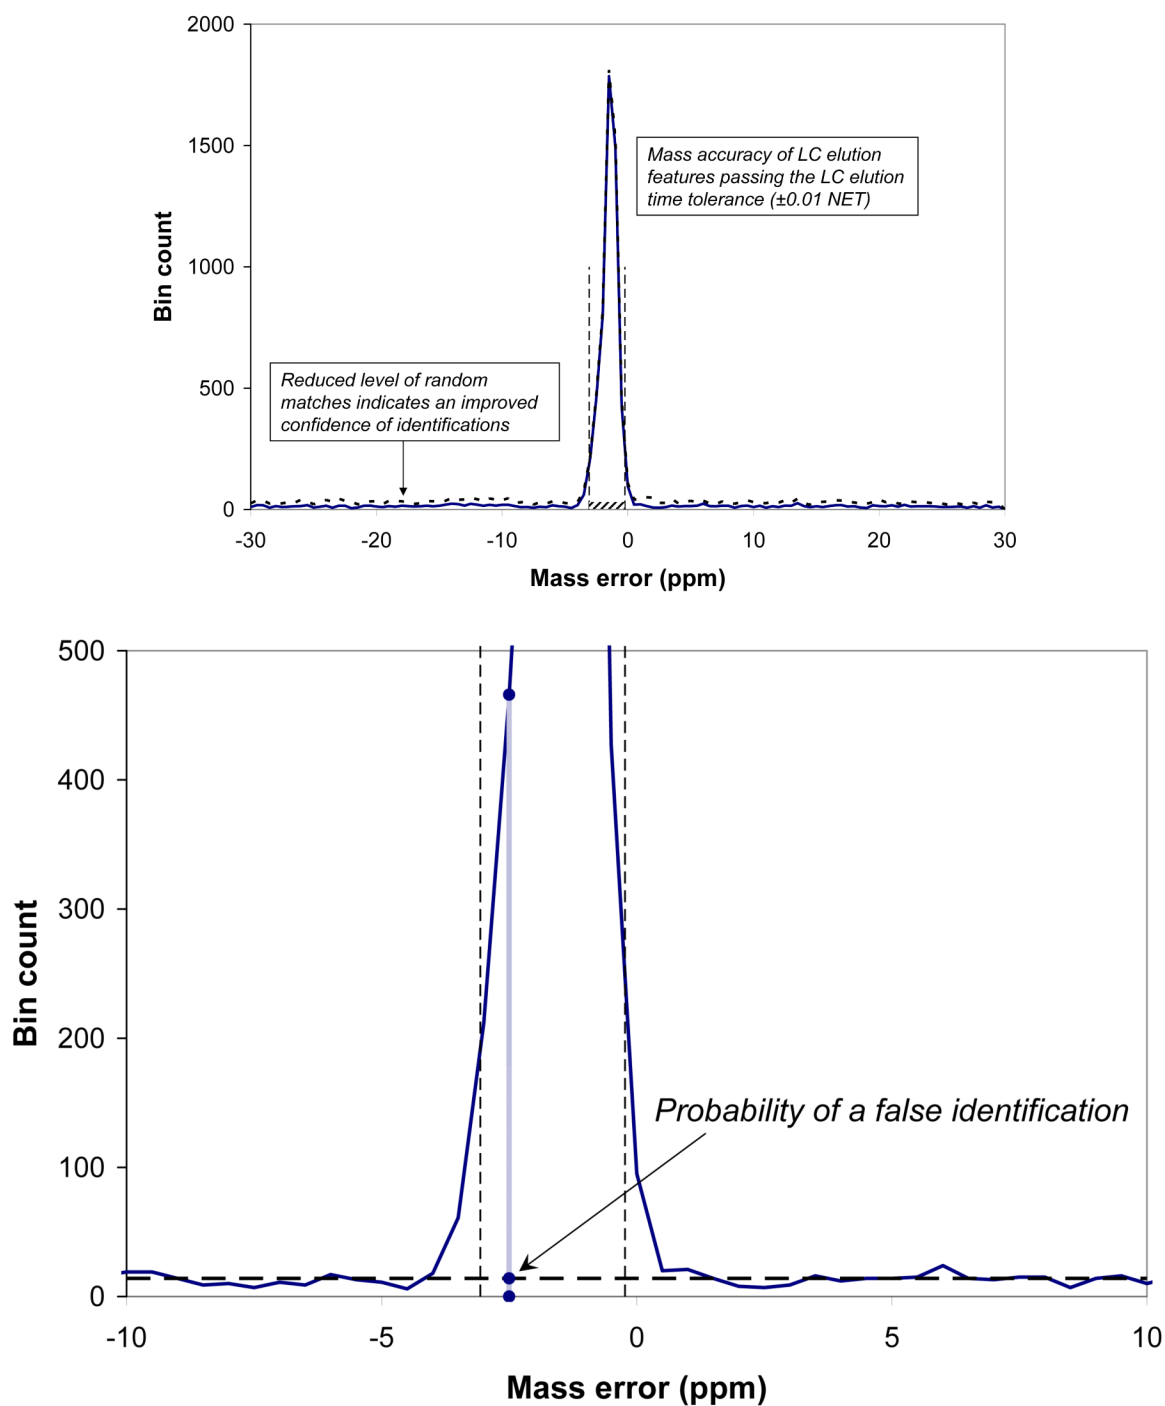 2000
1500
1000
500
0
Bin count
Mass accuracy of LC elution
features passing the LC elution
time tolerance (±0.01 NET)
Reduced level of random
matches indicates an improved
confidence of identifications
-30 -20 -10 0 10 20 30
Mass error (ppm)
500
400
300
200
100
0
Bin count
Probability of a false identification
-10 -5 0 5 10
Mass error (ppm)